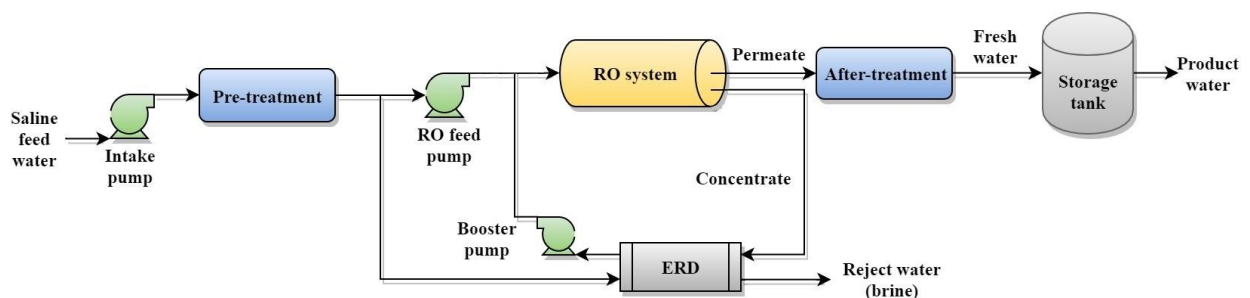 Saline
feed
water
Intake
pump
Pre-treatment
RO feed
pump
RO system
Permeate
After-treatment
Fresh
water
Storage
tank
Product
water
Concentrate
Booster
pump
ERD
Reject water
(brine)